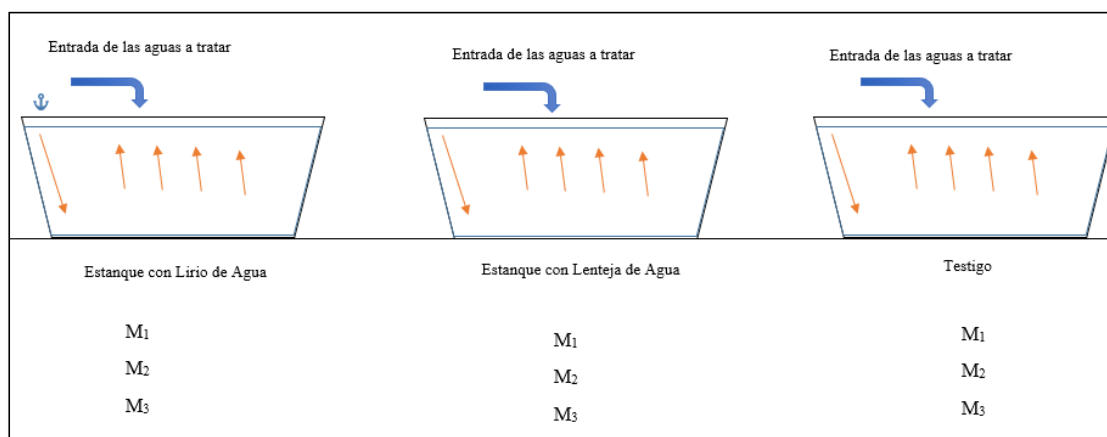 Entrada de las aguas a tratar
Entrada de las aguas a tratar
Entrada de las aguas a tratar
Estanque con Lirio de Agua
Estanque con Lenteja de Agua
Testigo
M₁
M₂
M₃
M₁
M₂
M₃
M₁
M₂
M₃